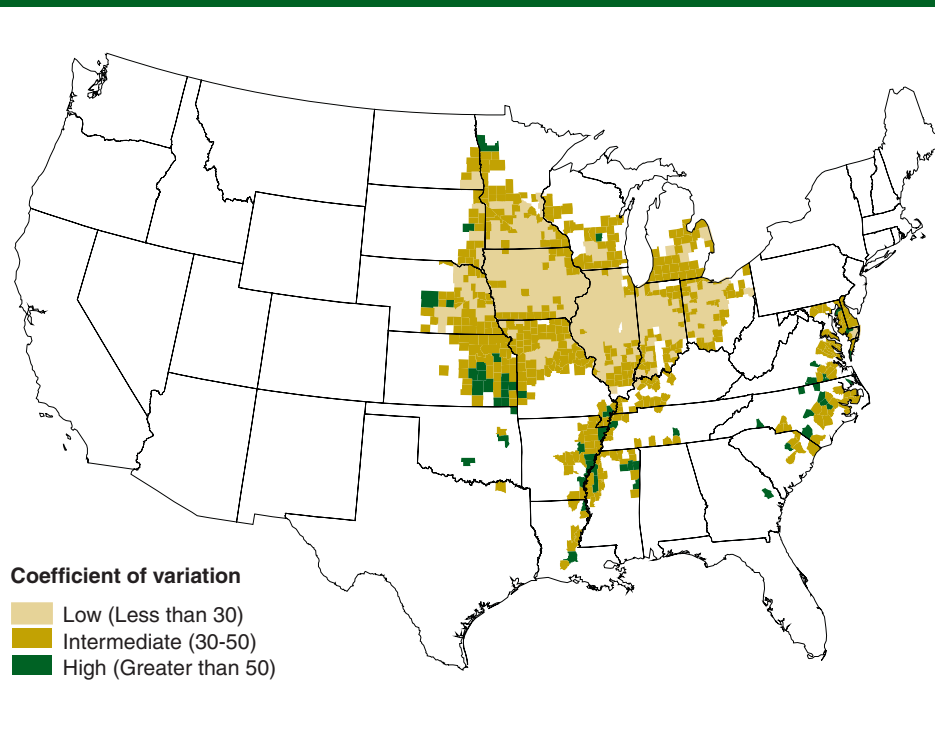 Coefficient of variation
Low (Less than 30)
Intermediate (30-50)
High (Greater than 50)